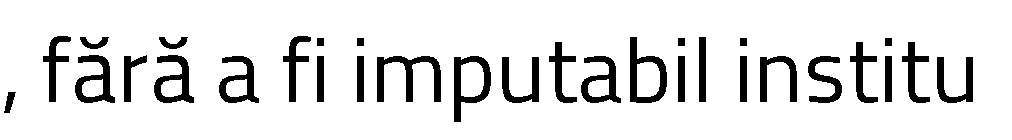 , fără a fi imputabil institu